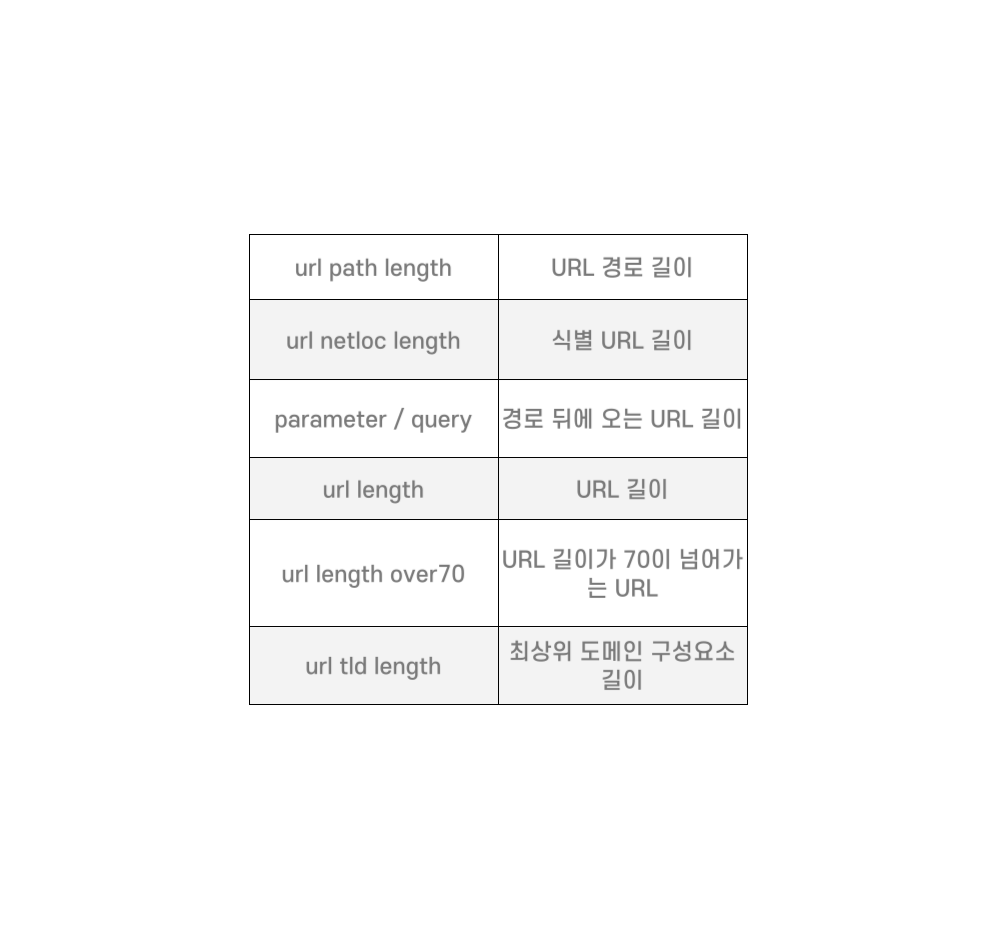 url path length
URL 경로 길이
url netloc length
식별 URL 길이
parameter / query
경로 뒤에 오는 URL 길이
url length
URL 길이
url length over70
URL 길이가 70이 넘어가
는 URL
url tld length
최상위 도메인 구성요소
길이